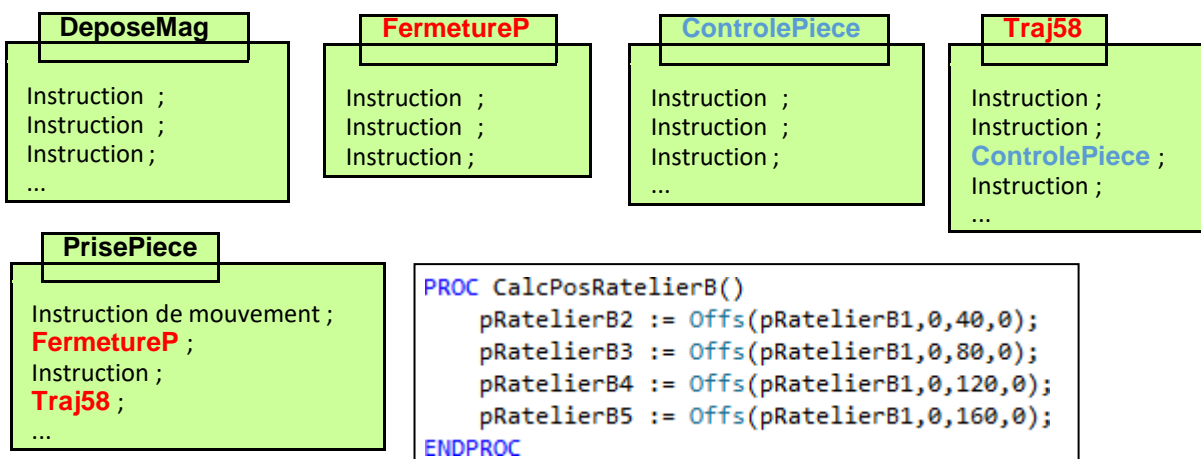 DeposeMag
Instruction ;
Instruction ;
Instruction ;
...
FermetureP
Instruction ;
Instruction ;
Instruction ;
ControlePiece
Instruction ;
Instruction ;
Instruction ;
...
Traj58
Instruction ;
Instruction ;
ControlePiece ;
Instruction ;
...
PrisePiece
Instruction de mouvement ;
FermetureP ;
Instruction ;
Traj58 ;
...
PROC CalcPosRatelierB()
    pRatelierB2 := Offs(pRatelierB1,0,40,0);
    pRatelierB3 := Offs(pRatelierB1,0,80,0);
    pRatelierB4 := Offs(pRatelierB1,0,120,0);
    pRatelierB5 := Offs(pRatelierB1,0,160,0);
ENDPROC